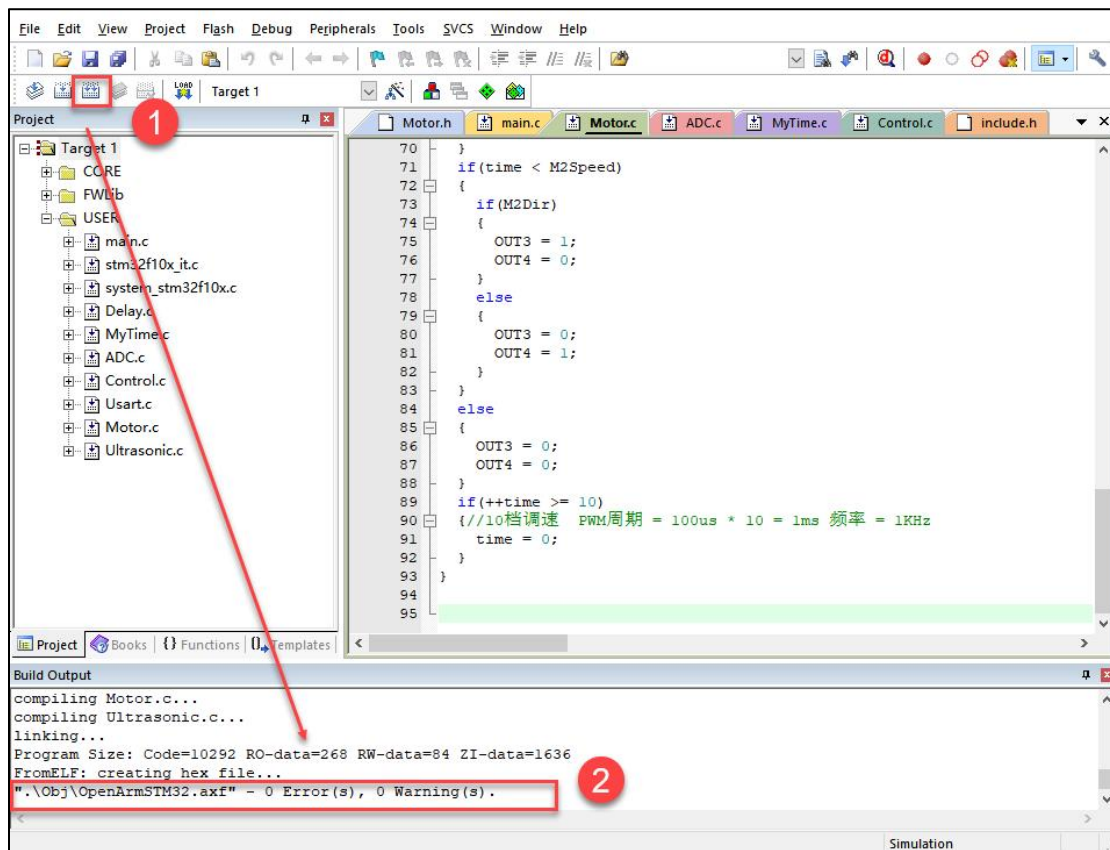 File Edit View Project Flash Debug Peripherals Tools SVCS Window Help
LOAD Target 1
1
Project
Target 1
CORE
FWLib
USER
main.c
stm32f10x_it.c
system_stm32f10x.c
Delay.c
MyTime.c
ADC.c
Control.c
Usart.c
Motor.c
Ultrasonic.c
Project Books {} Functions Templates
Motor.h main.c Motor.c ADC.c MyTime.c Control.c include.h
70 }
71 if(time < M2Speed)
72 {
73 if(M2Dir)
74 {
75 OUT3 = 1;
76 OUT4 = 0;
77 }
78 else
79 {
80 OUT3 = 0;
81 OUT4 = 1;
82 }
83 }
84 else
85 {
86 OUT3 = 0;
87 OUT4 = 0;
88 }
89 if(++time >= 10)
90 {//10档调速 PWM周期 = 100us * 10 = 1ms 频率 = 1KHz
91 time = 0;
92 }
93 }
94
95
Build Output
compiling Motor.c...
compiling Ultrasonic.c...
linking...
Program Size: Code=10292 RO-data=268 RW-data=84 ZI-data=1636
FromELF: creating hex file...
".\Obj\OpenArmSTM32.axf" - 0 Error(s), 0 Warning(s).
2
Simulation